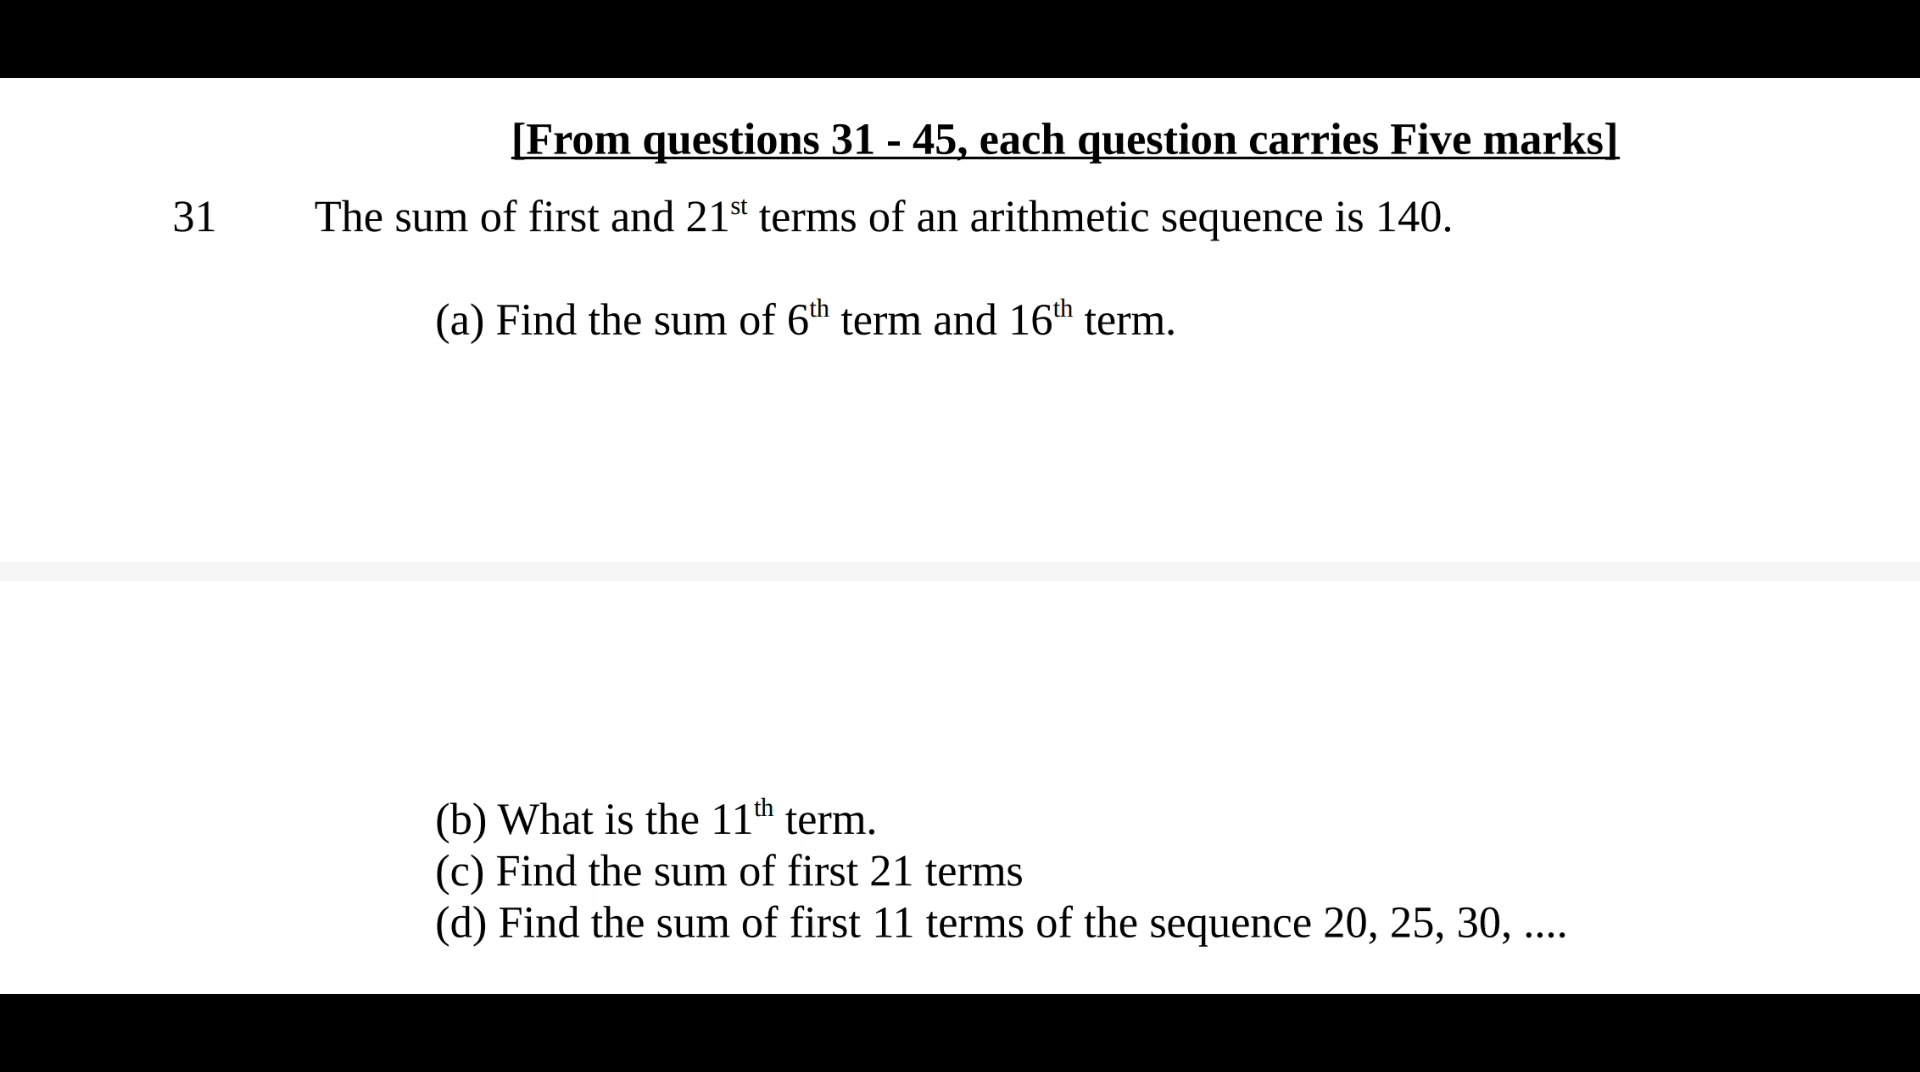 [From questions 31 - 45, each question carries Five marks]
31 The sum of first and 21st terms of an arithmetic sequence is 140.
(a) Find the sum of 6th term and 16th term.
(b) What is the 11th term.
(c) Find the sum of first 21 terms
(d) Find the sum of first 11 terms of the sequence 20, 25, 30, ....